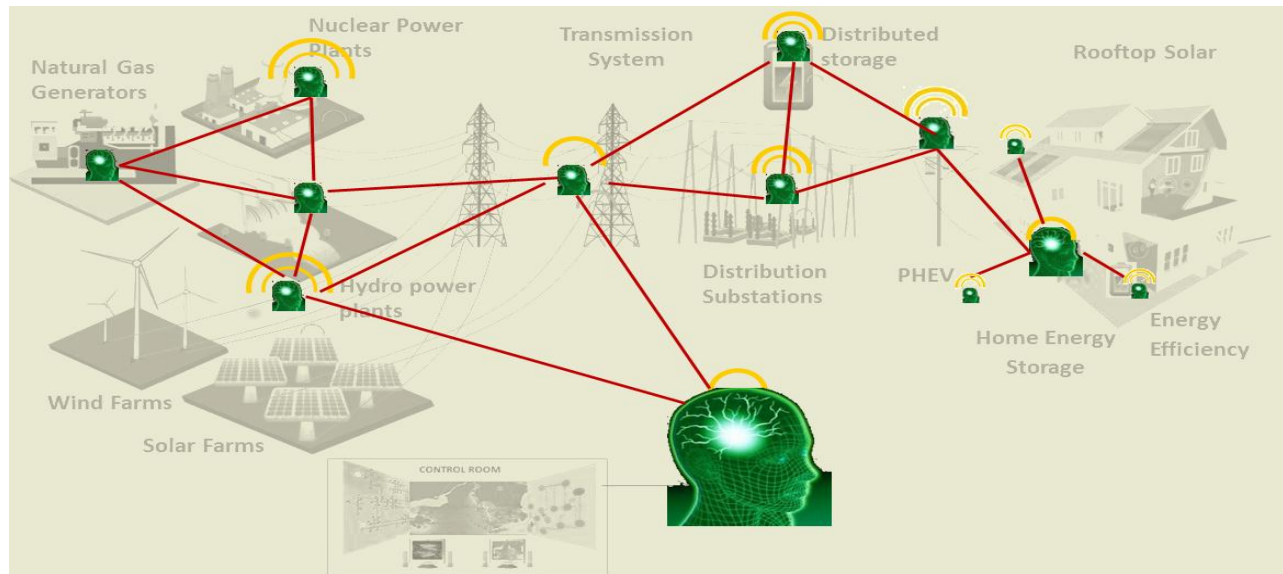 Nuclear Power
Plants
Natural Gas
Generators
Transmission
System
Distributed
storage
Rooftop Solar
Hydro power
plants
Distribution
Substations
PHEV
Home Energy
Storage
Energy
Efficiency
Wind Farms
Solar Farms
CONTROL ROOM